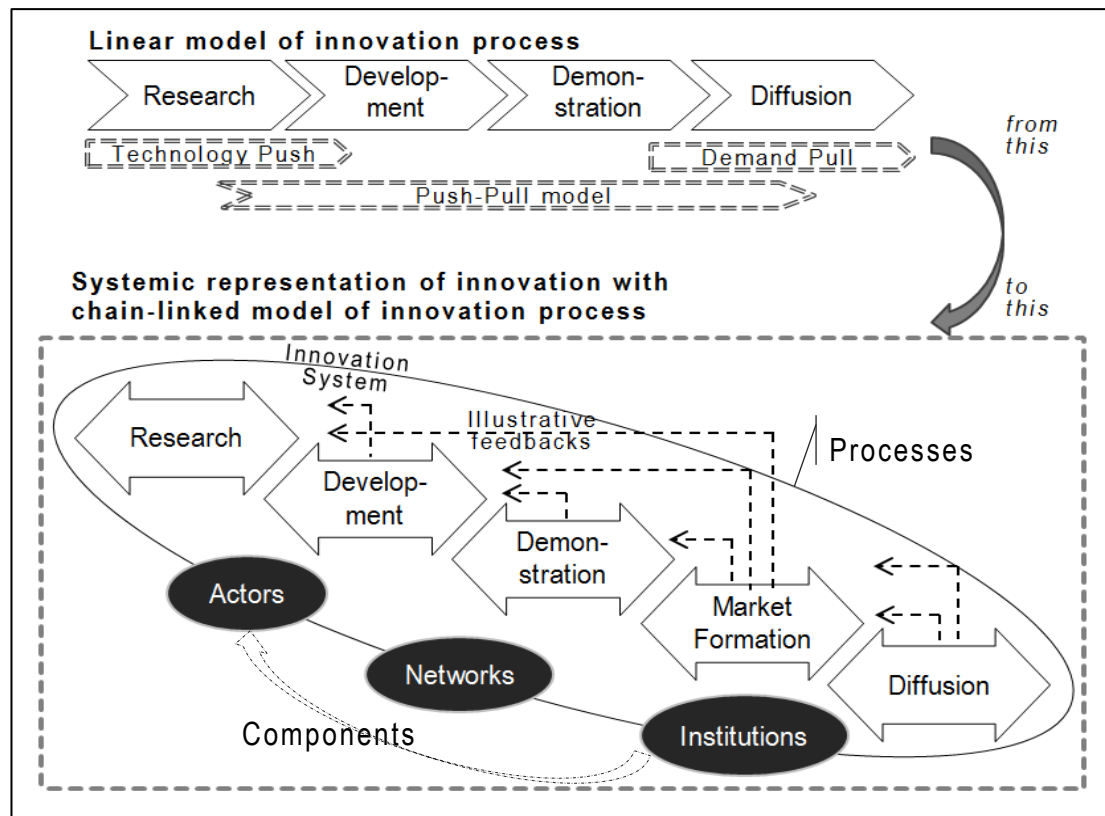 Linear model of innovation process
Research
Develop-
ment
Demon-
stration
Diffusion
Technology Push
Demand Pull
Push-Pull model
from
this
to
this
Systemic representation of innovation with
chain-linked model of innovation process
Innovation
System
Illustrative
feedbacks
Processes
Research
Develop-
ment
Demon-
stration
Market
Formation
Diffusion
Actors
Networks
Institutions
Components